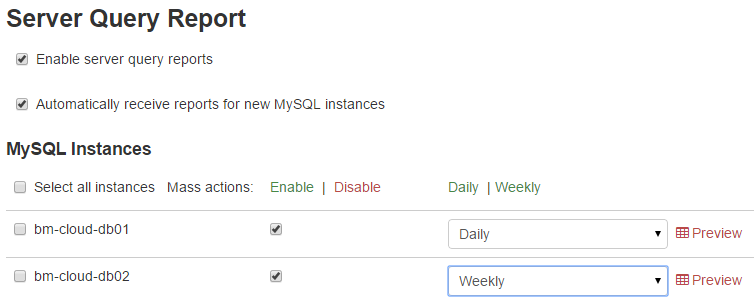 Server Query Report
Enable server query reports
Automatically receive reports for new MySQL instances
MySQL Instances
Select all instances Mass actions: Enable | Disable Daily | Weekly
bm-cloud-db01 Daily Preview
bm-cloud-db02 Weekly Preview